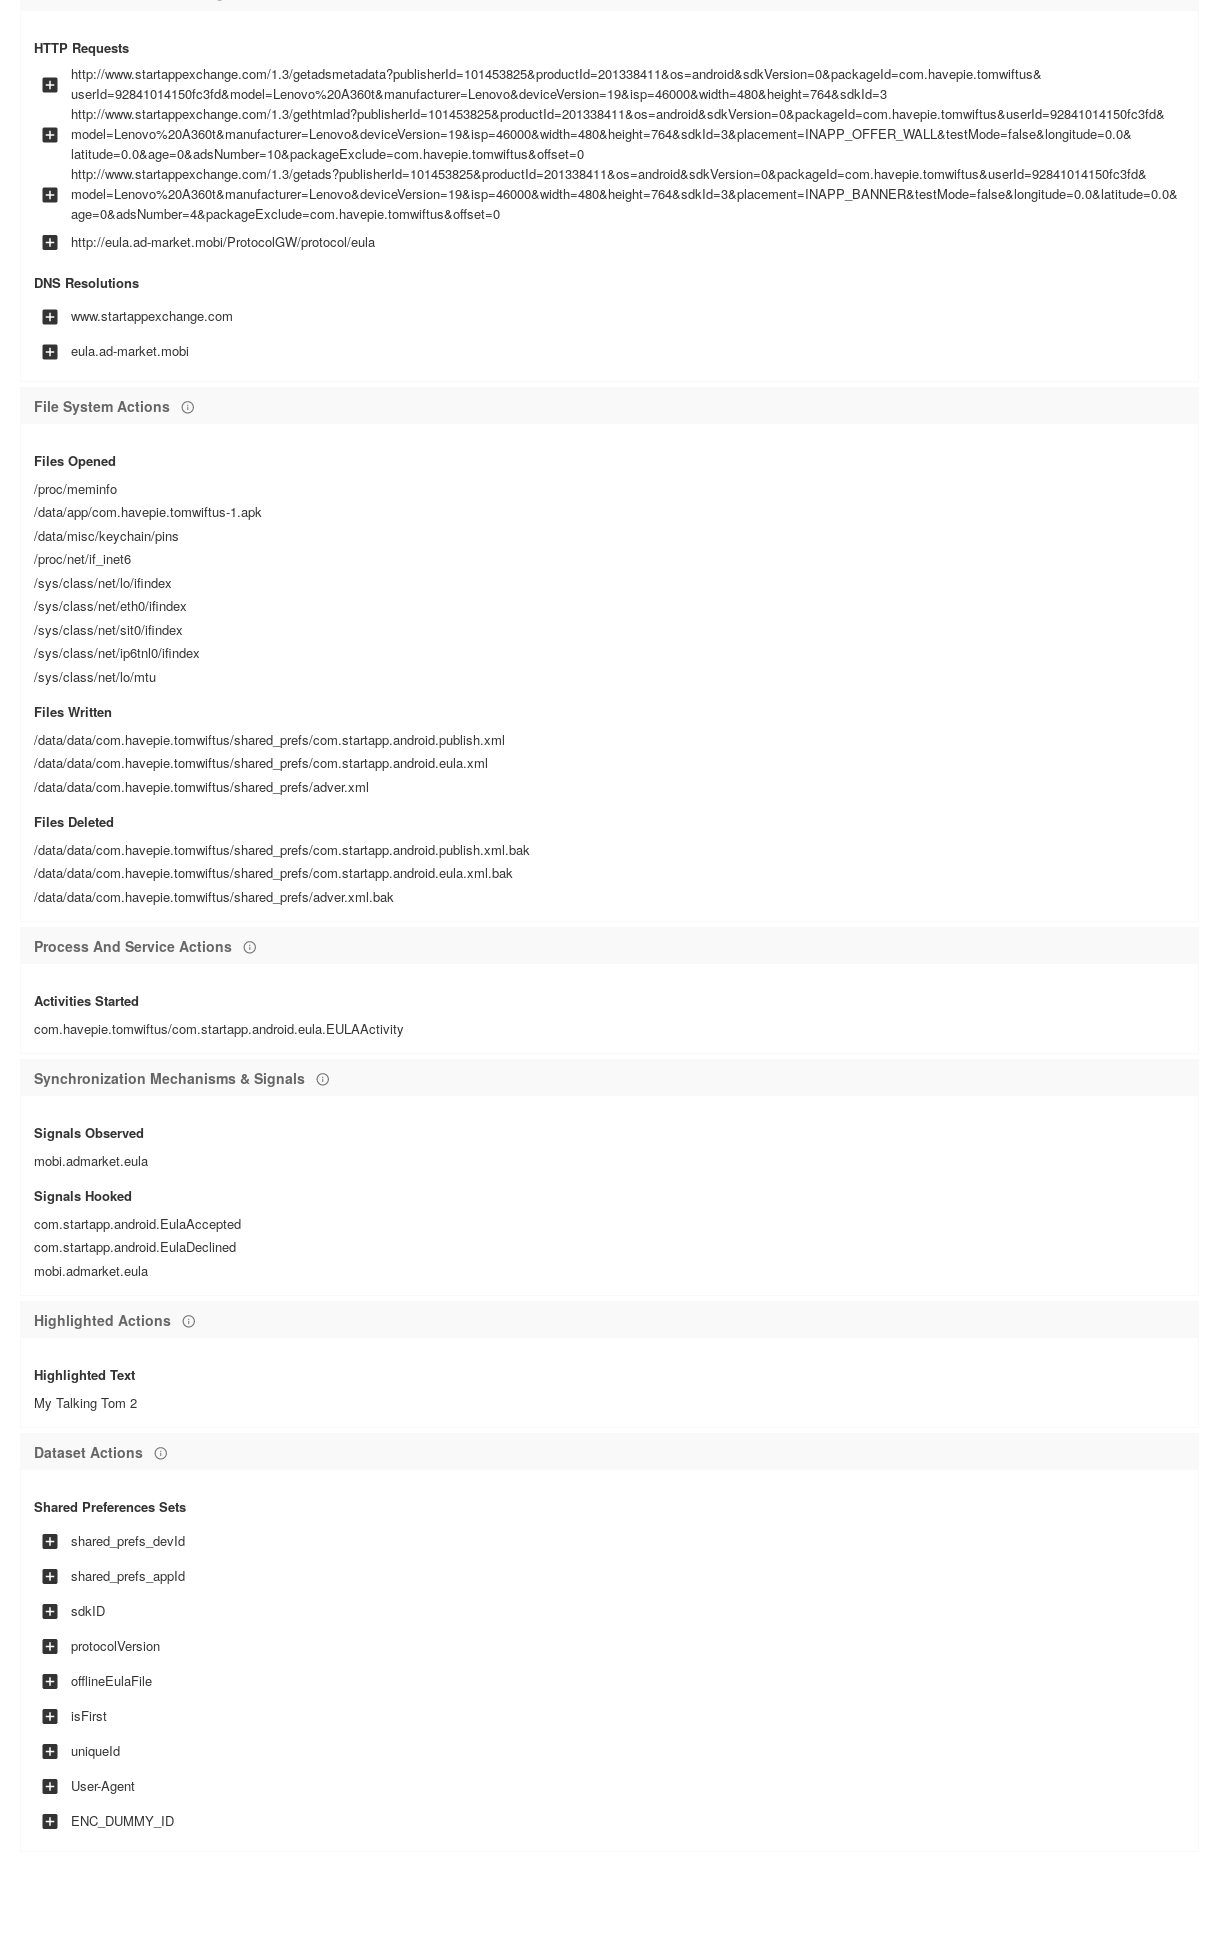 HTTP Requests
http://www.startappexchange.com/1.3/getadsmetadata?publisherId=101453825&productId=201338411&os=android&sdkVersion=0&packageId=com.havepie.tomwiftus&
userId=92841014150fc3fd&model=Lenovo%20A360t&manufacturer=Lenovo&deviceVersion=19&isp=46000&width=480&height=764&sdkId=3
http://www.startappexchange.com/1.3/gethtmlad?publisherId=101453825&productId=201338411&os=android&sdkVersion=0&packageId=com.havepie.tomwiftus&userId=92841014150fc3fd&
model=Lenovo%20A360t&manufacturer=Lenovo&deviceVersion=19&isp=46000&width=480&height=764&sdkId=3&placement=INAPP_OFFER_WALL&testMode=false&longitude=0.0&
latitude=0.0&age=0&adsNumber=10&packageExclude=com.havepie.tomwiftus&offset=0
http://www.startappexchange.com/1.3/getads?publisherId=101453825&productId=201338411&os=android&sdkVersion=0&packageId=com.havepie.tomwiftus&userId=92841014150fc3fd&
model=Lenovo%20A360t&manufacturer=Lenovo&deviceVersion=19&isp=46000&width=480&height=764&sdkId=3&placement=INAPP_BANNER&testMode=false&longitude=0.0&latitude=0.0&
age=0&adsNumber=4&packageExclude=com.havepie.tomwiftus&offset=0
http://eula.ad-market.mobi/ProtocolGW/protocol/eula
DNS Resolutions
www.startappexchange.com
eula.ad-market.mobi
File System Actions
Files Opened
/proc/meminfo
/data/app/com.havepie.tomwiftus-1.apk
/data/misc/keychain/pins
/proc/net/if_inet6
/sys/class/net/lo/ifindex
/sys/class/net/eth0/ifindex
/sys/class/net/sit0/ifindex
/sys/class/net/ip6tnl0/ifindex
/sys/class/net/lo/mtu
Files Written
/data/data/com.havepie.tomwiftus/shared_prefs/com.startapp.android.publish.xml
/data/data/com.havepie.tomwiftus/shared_prefs/com.startapp.android.eula.xml
/data/data/com.havepie.tomwiftus/shared_prefs/adver.xml
Files Deleted
/data/data/com.havepie.tomwiftus/shared_prefs/com.startapp.android.publish.xml.bak
/data/data/com.havepie.tomwiftus/shared_prefs/com.startapp.android.eula.xml.bak
/data/data/com.havepie.tomwiftus/shared_prefs/adver.xml.bak
Process And Service Actions
Activities Started
com.havepie.tomwiftus/com.startapp.android.eula.EULAActivity
Synchronization Mechanisms & Signals
Signals Observed
mobi.admarket.eula
Signals Hooked
com.startapp.android.EulaAccepted
com.startapp.android.EulaDeclined
mobi.admarket.eula
Highlighted Actions
Highlighted Text
My Talking Tom 2
Dataset Actions
Shared Preferences Sets
shared_prefs_devId
shared_prefs_appId
sdkID
protocolVersion
offlineEulaFile
isFirst
uniqueId
User-Agent
ENC_DUMMY_ID